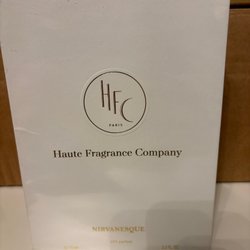 HFC
PARIS
Haute Fragrance Company
NIRVANESQUE